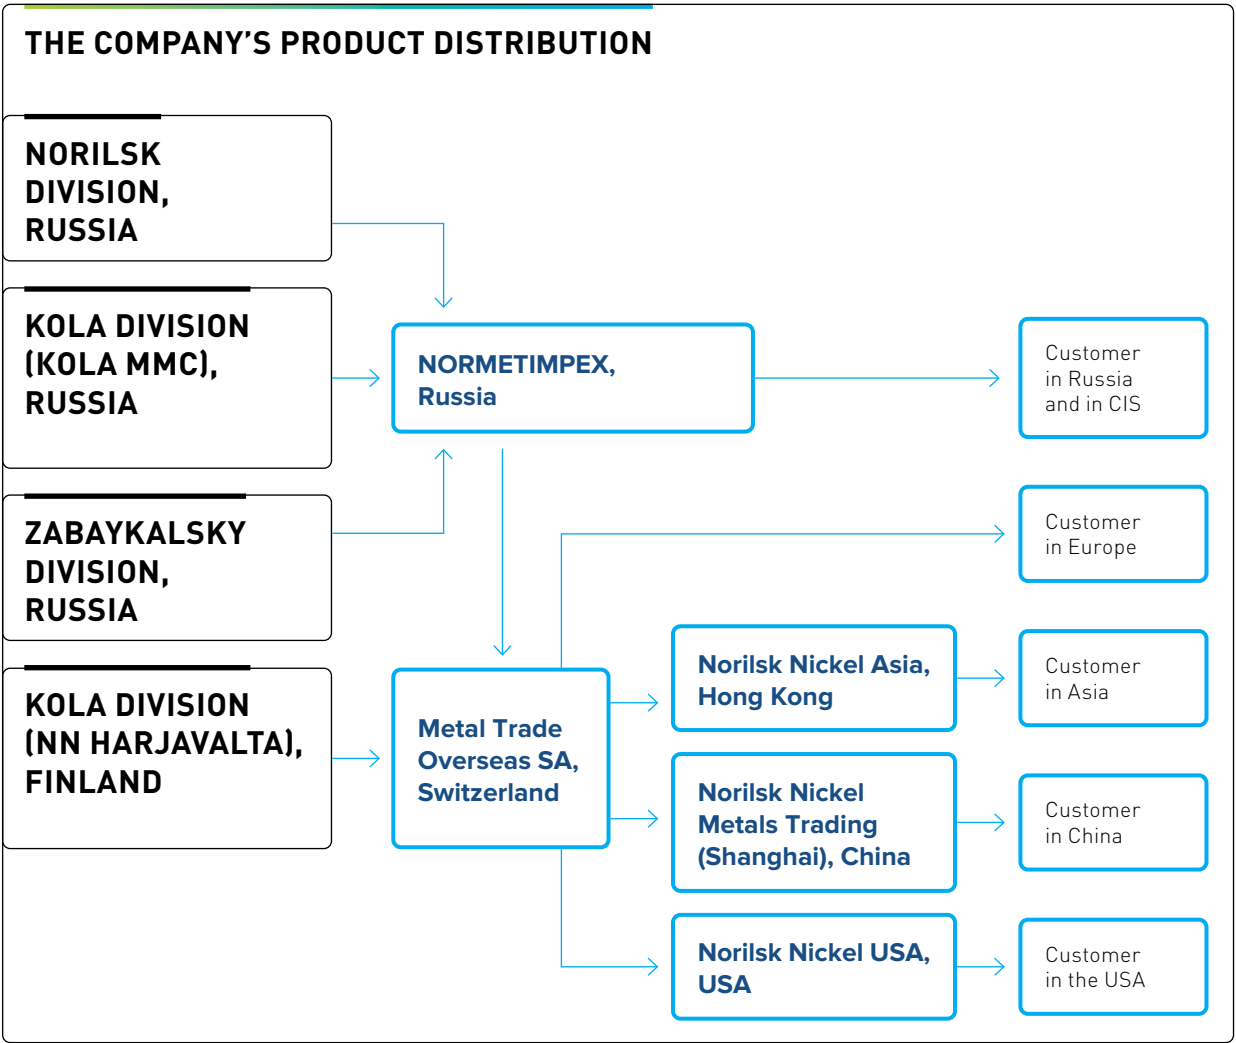 THE COMPANY’S PRODUCT DISTRIBUTION
NORILSK
DIVISION,
RUSSIA
KOLA DIVISION
(KOLA MMC),
RUSSIA
ZABAYKALSKY
DIVISION,
RUSSIA
KOLA DIVISION
(NN HARJAVALTA),
FINLAND
NORMETIMPEX,
Russia
Metal Trade
Overseas SA,
Switzerland
Norilsk Nickel Asia,
Hong Kong
Norilsk Nickel
Metals Trading
(Shanghai), China
Norilsk Nickel USA,
USA
Customer
in Russia
and in CIS
Customer
in Europe
Customer
in Asia
Customer
in China
Customer
in the USA